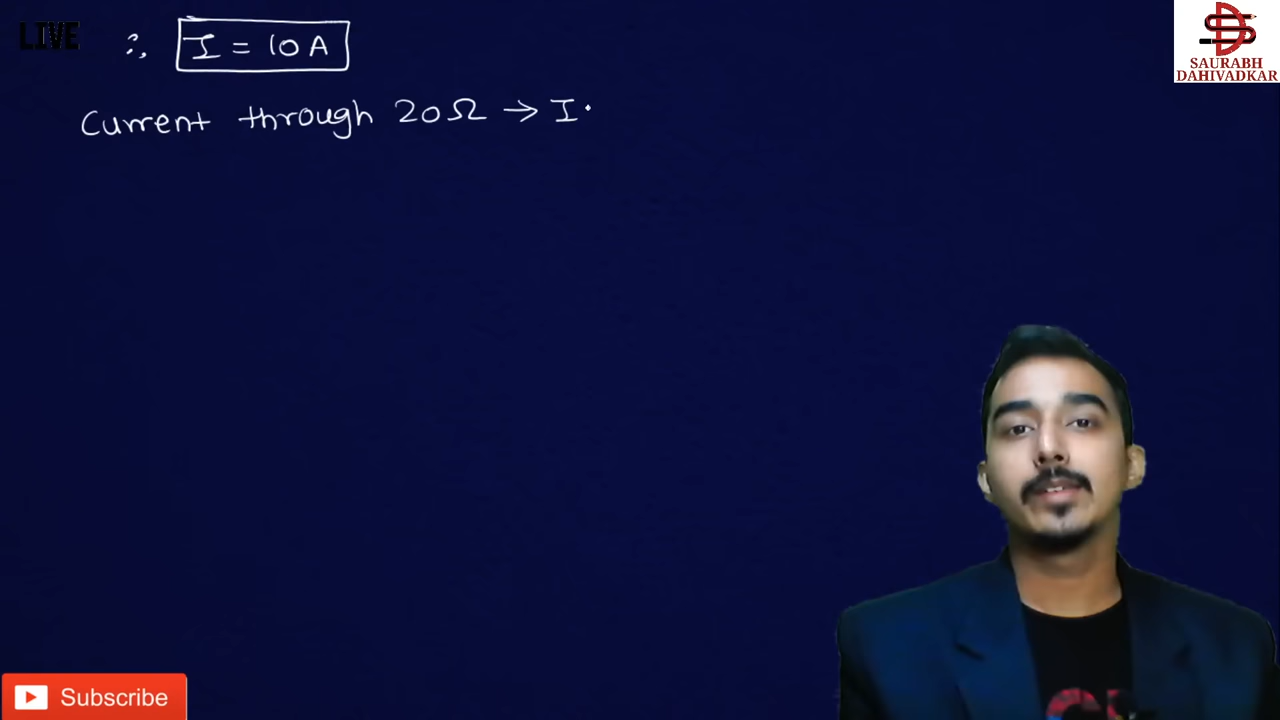 LIVE
∴ I = 10 A
SAURABH
DAHIVADKAR
Current through 20Ω → I
Subscribe